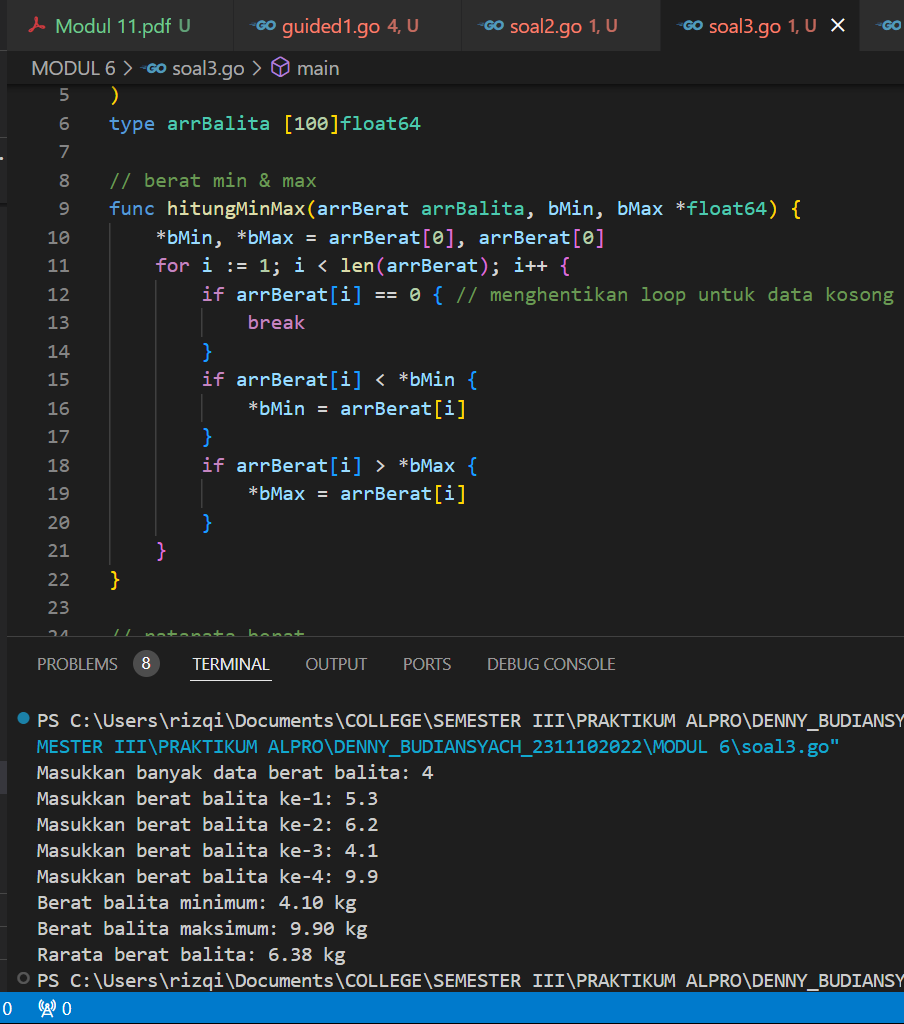 Modul 11.pdf U
GO guided1.go 4, U
GO soal2.go 1, U
GO soal3.go 1, U
GO
MODUL 6 > GO soal3.go > main
5 )
6 type arrBalita [100]float64
7
8 // berat min & max
9 func hitungMinMax(arrBerat arrBalita, bMin, bMax *float64) {
10 *bMin, *bMax = arrBerat[0], arrBerat[0]
11 for i := 1; i < len(arrBerat); i++ {
12 if arrBerat[i] == 0 { // menghentikan loop untuk data kosong
13 break
14 }
15 if arrBerat[i] < *bMin {
16 *bMin = arrBerat[i]
17 }
18 if arrBerat[i] > *bMax {
19 *bMax = arrBerat[i]
20 }
21 }
22 }
23
24 // ratarata berat
PROBLEMS 8 TERMINAL OUTPUT PORTS DEBUG CONSOLE
PS C:\Users\rizqi\Documents\COLLEGE\SEMESTER III\PRAKTIKUM ALPRO\DENNY_BUDIANSY
MESTER III\PRAKTIKUM ALPRO\DENNY_BUDIANSYACH_2311102022\MODUL 6\soal3.go"
Masukkan banyak data berat balita: 4
Masukkan berat balita ke-1: 5.3
Masukkan berat balita ke-2: 6.2
Masukkan berat balita ke-3: 4.1
Masukkan berat balita ke-4: 9.9
Berat balita minimum: 4.10 kg
Berat balita maksimum: 9.90 kg
Rarata berat balita: 6.38 kg
PS C:\Users\rizqi\Documents\COLLEGE\SEMESTER III\PRAKTIKUM ALPRO\DENNY_BUDIANSY
0 0